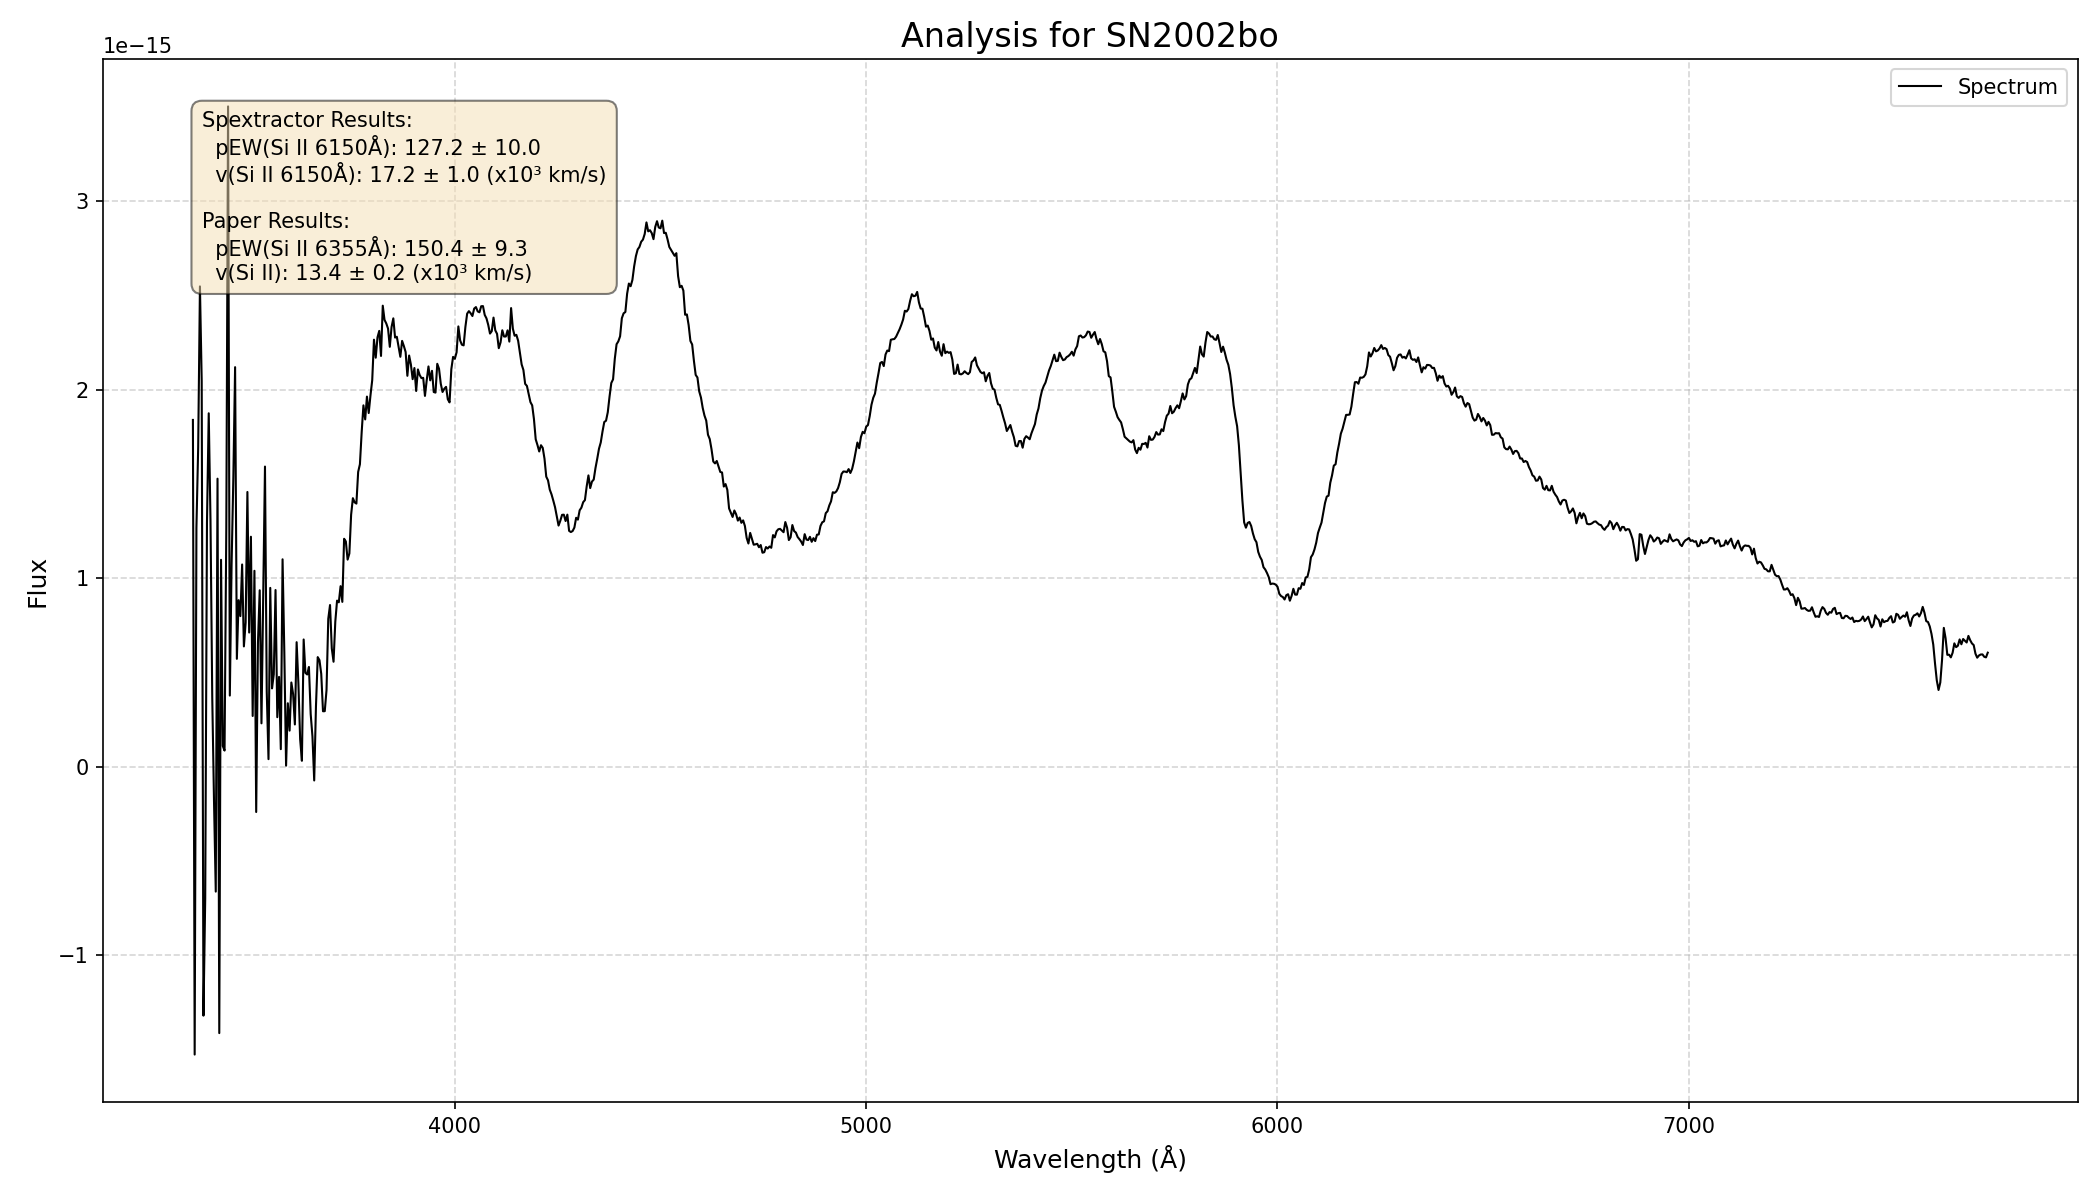 Analysis for SN2002bo
1e−15
Spectrum
Spextractor Results:
pEW(Si II 6150Å): 127.2 ± 10.0
v(Si II 6150Å): 17.2 ± 1.0 (x10³ km/s)
Paper Results:
pEW(Si II 6355Å): 150.4 ± 9.3
v(Si II): 13.4 ± 0.2 (x10³ km/s)
3
2
1
0
−1
Flux
4000
5000
6000
7000
Wavelength (Å)